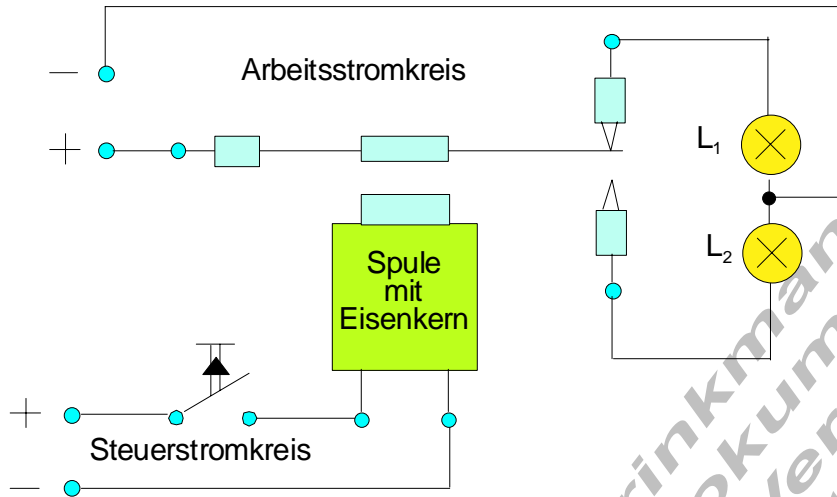 Arbeitsstromkreis
L₁
L₂
Spule
mit
Eisenkern
Steuerstromkreis